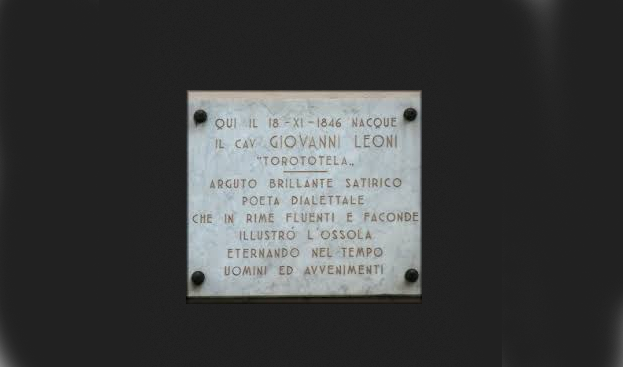 QUI IL 18-XI-1846 NACQUE
IL CAV GIOVANNI LEONI
"TOROTOTELA„
ARGUTO BRILLANTE SATIRICO
POETA DIALETTALE
CHE IN RIME FLUENTI E FACONDE
ILLUSTRÒ L'OSSOLA
ETERNANDO NEL TEMPO
UOMINI ED AVVENIMENTI